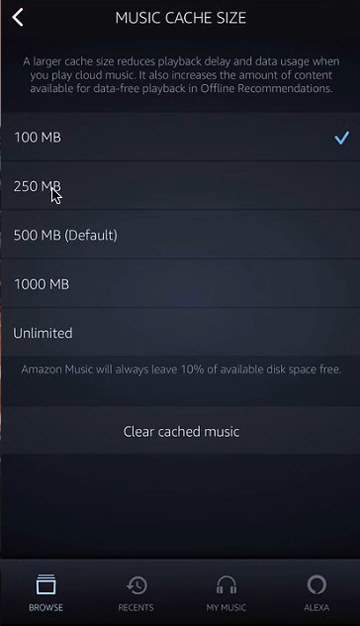 MUSIC CACHE SIZE
A larger cache size reduces playback delay and data usage when
you play cloud music. It also increases the amount of content
available for data-free playback in Offline Recommendations.
100 MB
250 MB
500 MB (Default)
1000 MB
Unlimited
Amazon Music will always leave 10% of available disk space free.
Clear cached music
BROWSE
RECENTS
MY MUSIC
ALEXA